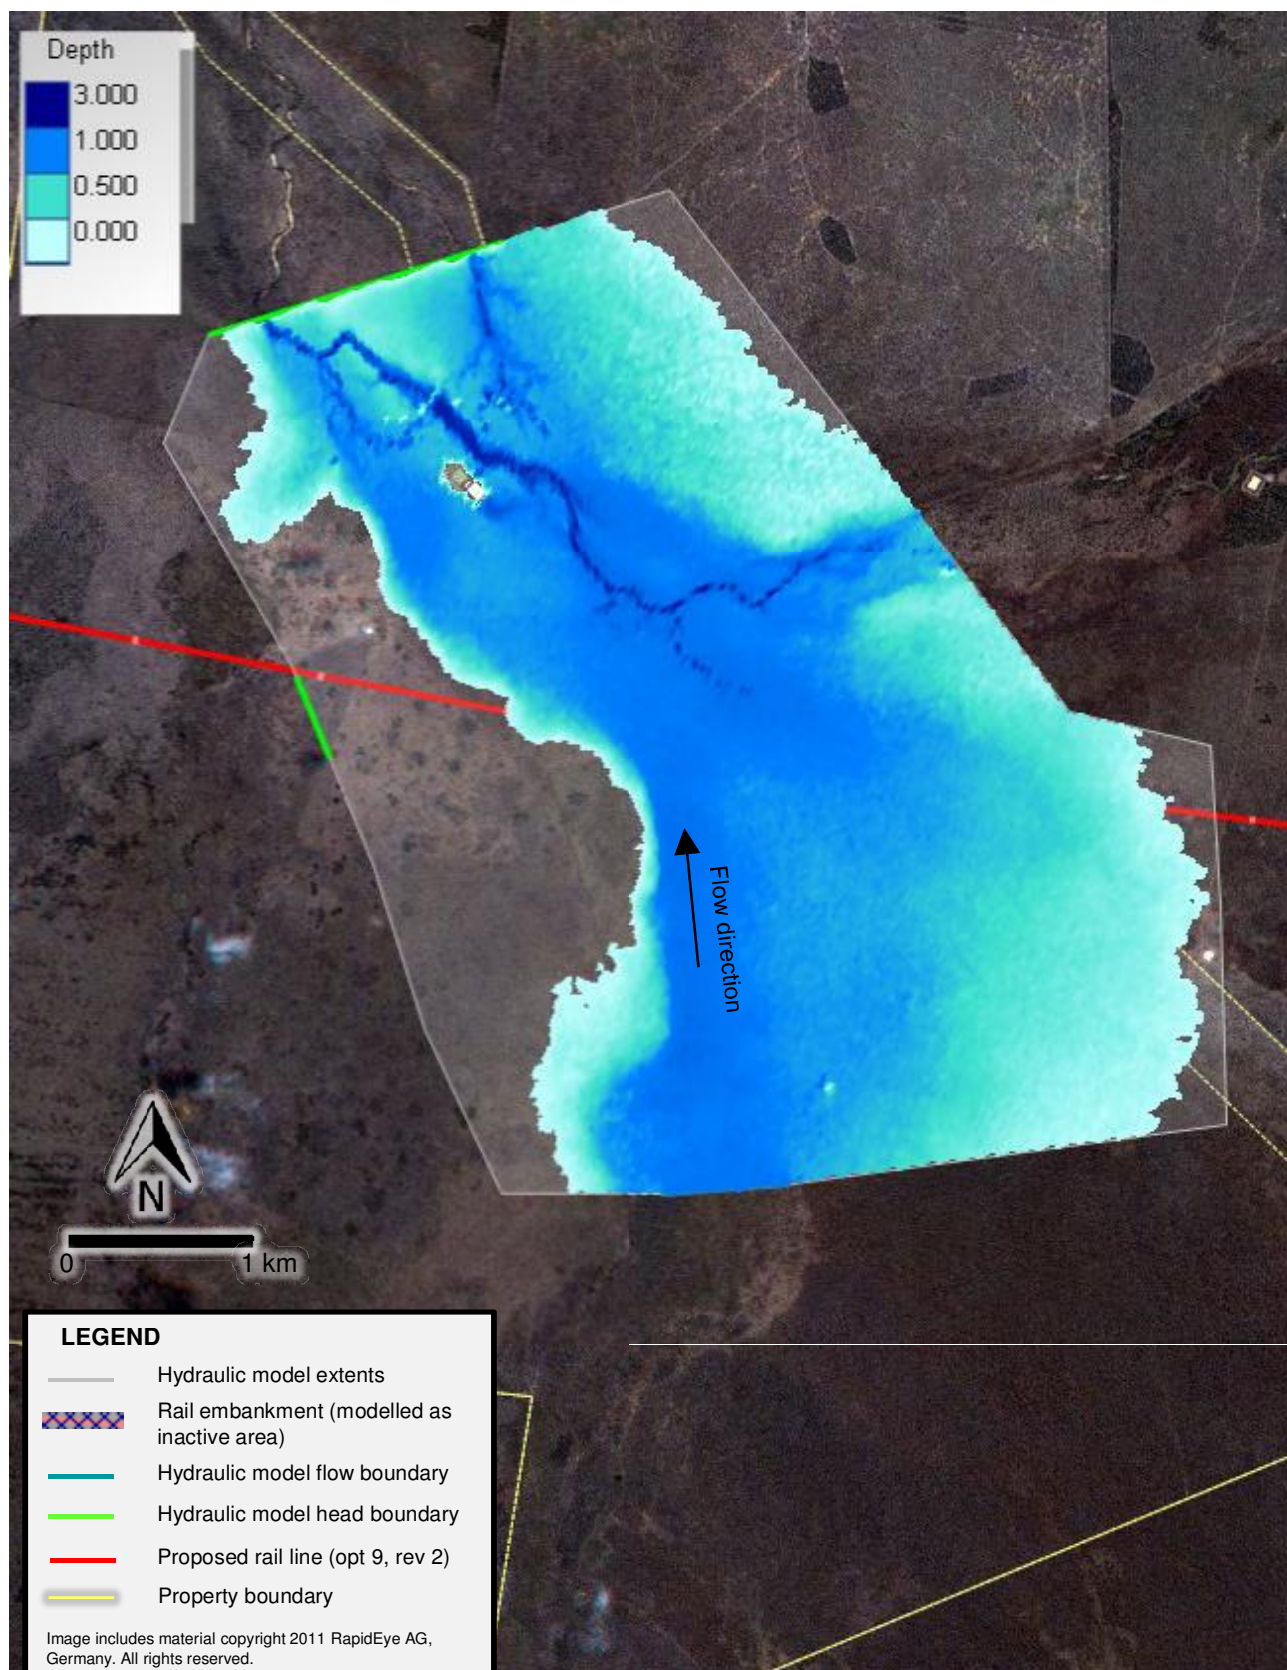 Depth
3.000
1.000
0.500
0.000
Flow direction
N
0 1 km
LEGEND
Hydraulic model extents
Rail embankment (modelled as
inactive area)
Hydraulic model flow boundary
Hydraulic model head boundary
Proposed rail line (opt 9, rev 2)
Property boundary
Image includes material copyright 2011 RapidEye AG,
Germany. All rights reserved.